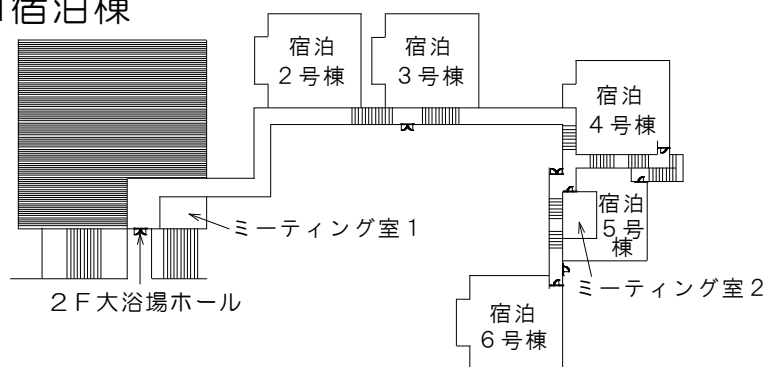 宿泊棟
宿泊
２号棟
宿泊
３号棟
宿泊
４号棟
宿泊
５号
棟
ミーティング室１
２Ｆ大浴場ホール
ミーティング室２
宿泊
６号棟